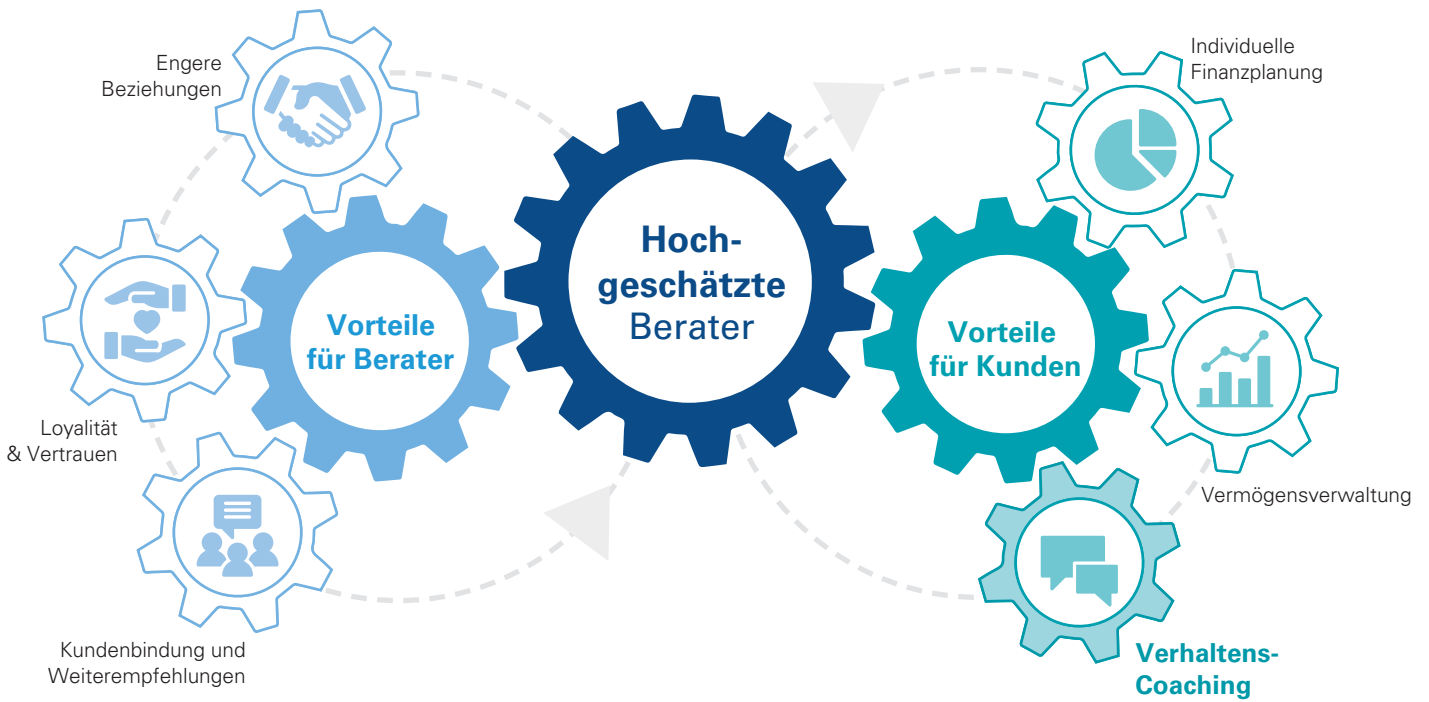 Engere
Beziehungen
Loyalität
& Vertrauen
Kundenbindung und
Weiterempfehlungen
Vorteile
für Berater
Hoch-
geschätzte
Berater
Vorteile
für Kunden
Individuelle
Finanzplanung
Vermögensverwaltung
Verhaltens-
Coaching